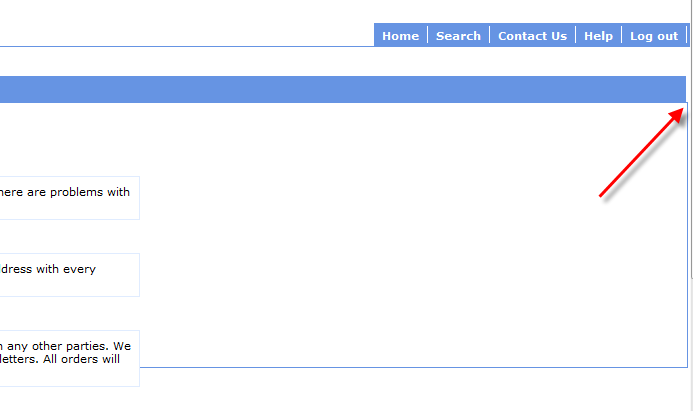 Home Search Contact Us Help Log out
here are problems with
ddress with every
any other parties. We
letters. All orders will